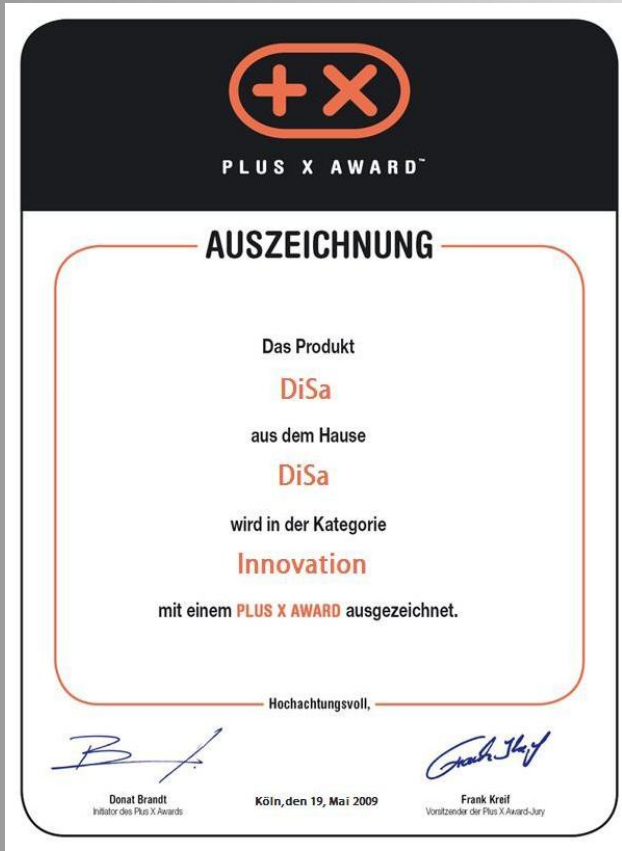 +X
PLUS X AWARD™
AUSZEICHNUNG
Das Produkt
DiSa
aus dem Hause
DiSa
wird in der Kategorie
Innovation
mit einem PLUS X AWARD ausgezeichnet.
Hochachtungsvoll,
Donat Brandt
Initiator des Plus X Awards
Köln,den 19, Mai 2009
Frank Kreif
Vorsitzender der Plus X Award-Jury